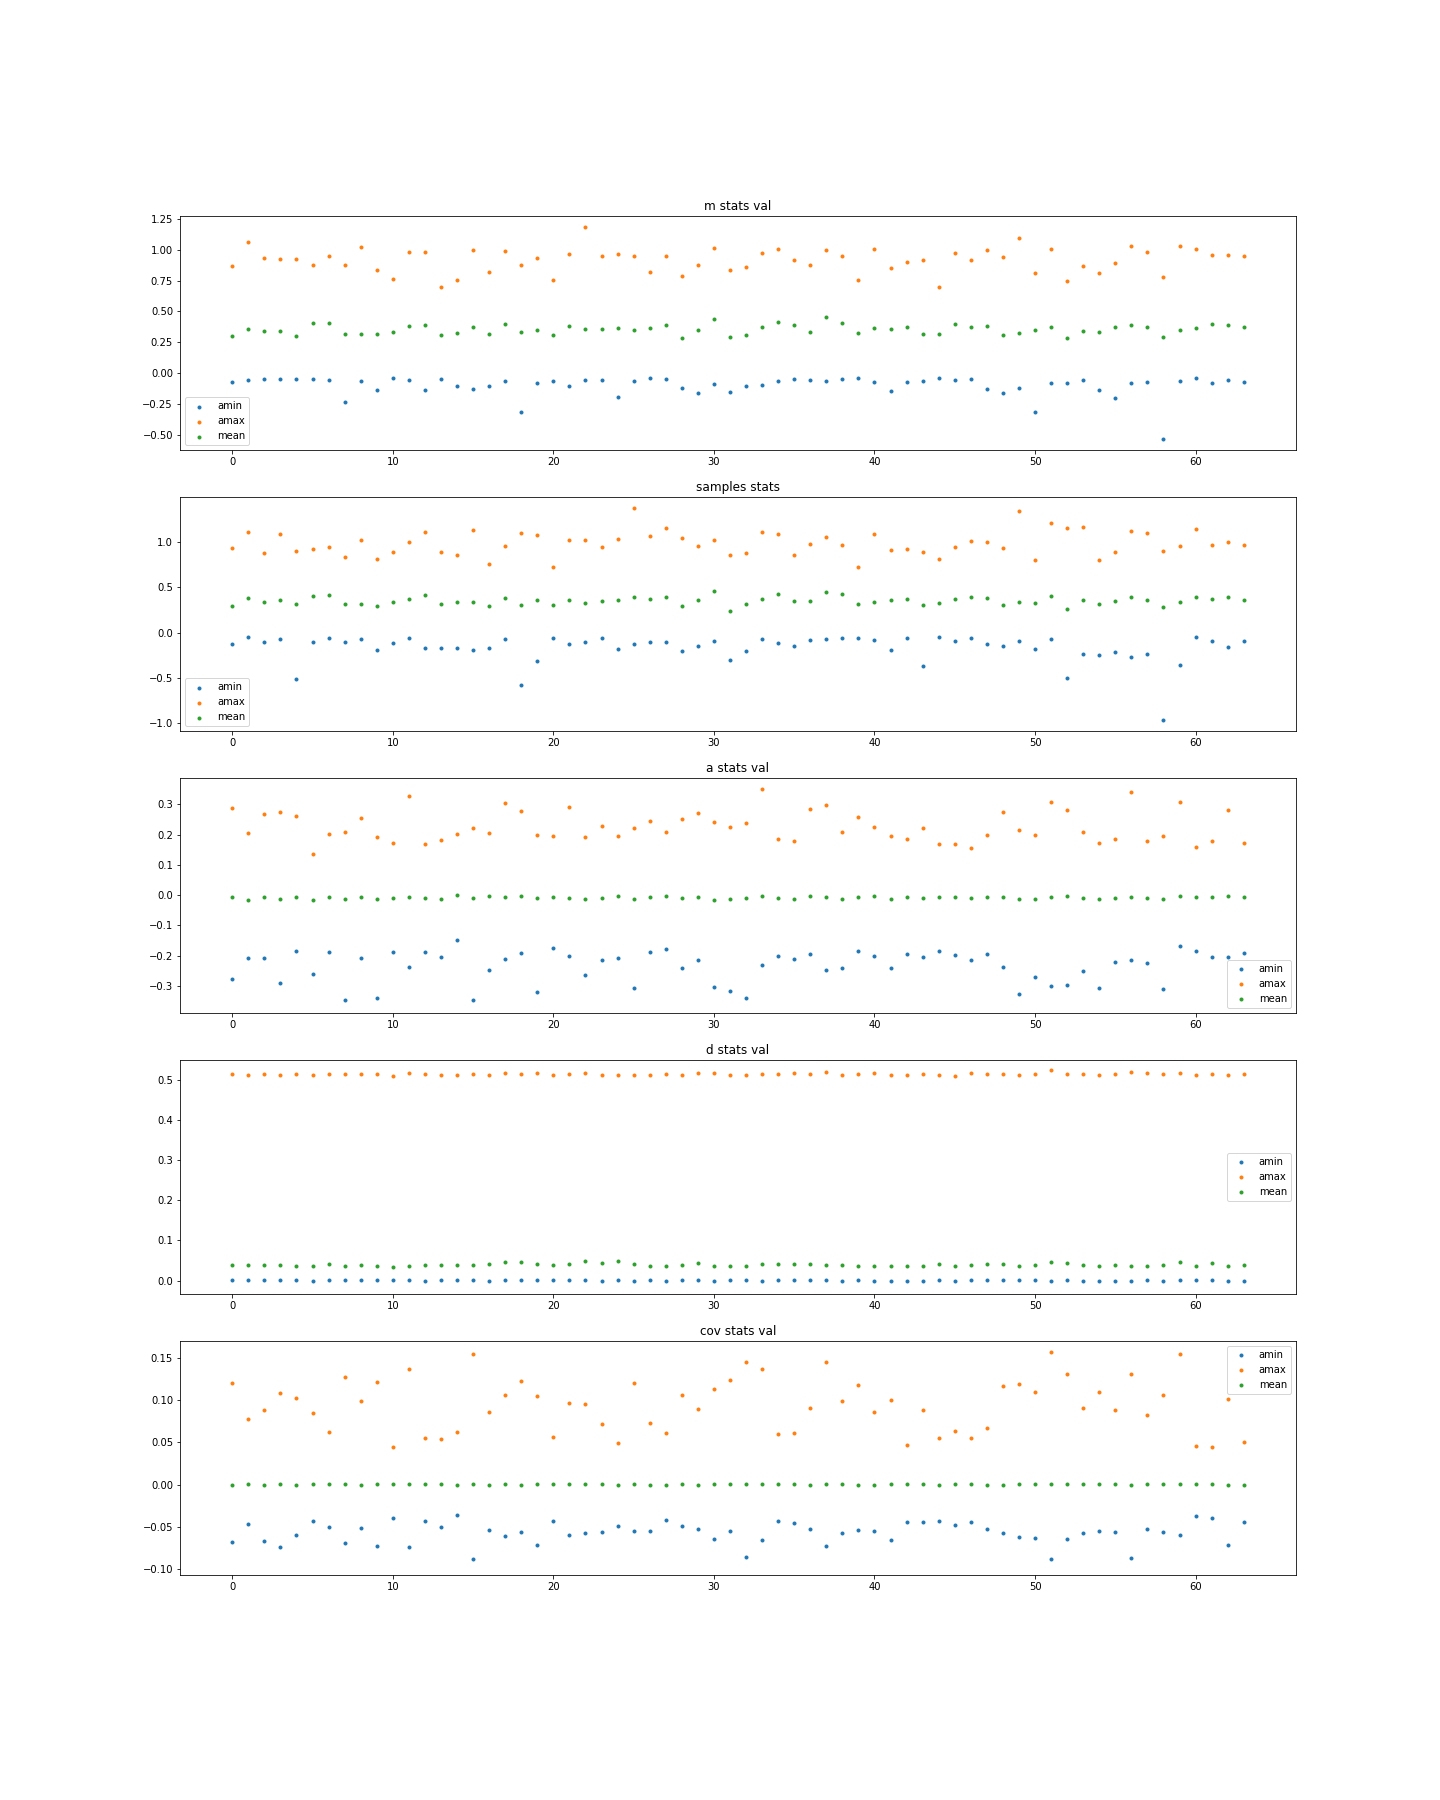 m stats val
1.25
1.00
0.75
0.50
0.25
0.00
−0.25
−0.50
amin
amax
mean
0 10 20 30 40 50 60
samples stats
1.0
0.5
0.0
−0.5
−1.0
amin
amax
mean
0 10 20 30 40 50 60
a stats val
0.3
0.2
0.1
0.0
−0.1
−0.2
−0.3
amin
amax
mean
0 10 20 30 40 50 60
d stats val
0.5
0.4
0.3
0.2
0.1
0.0
amin
amax
mean
0 10 20 30 40 50 60
cov stats val
0.15
0.10
0.05
0.00
−0.05
−0.10
amin
amax
mean
0 10 20 30 40 50 60